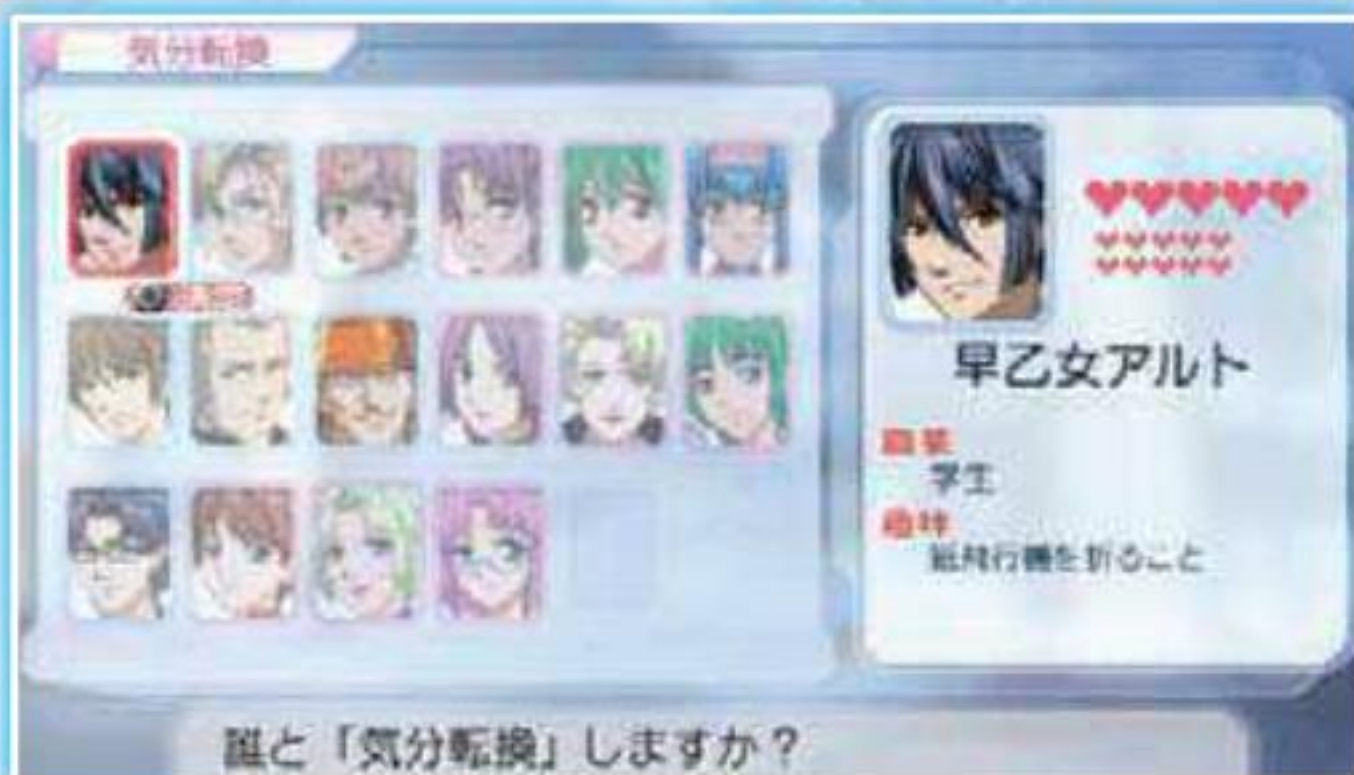 気分転換
早乙女アルト
職業
学生
趣味
紙飛行機を折ること
誰と「気分転換」しますか？